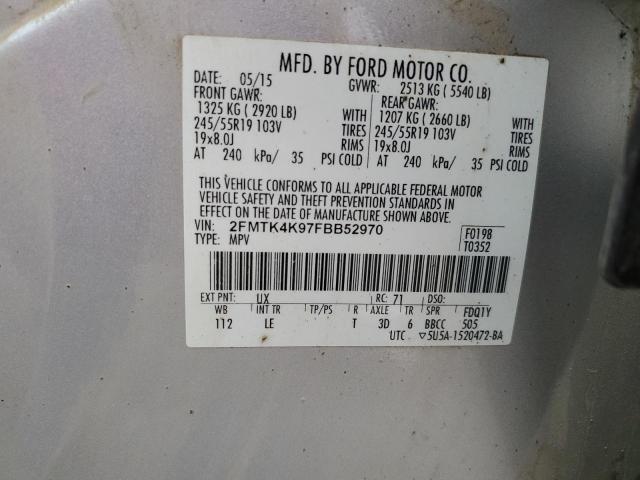 MFD. BY FORD MOTOR CO.
DATE: 05/15 GVWR: 2513 KG ( 5540 LB)
FRONT GAWR: REAR GAWR:
1325 KG ( 2920 LB) WITH 1207 KG ( 2660 LB) WITH
245/55R19 103V TIRES 245/55R19 103V TIRES
19x8.0J RIMS 19x8.0J RIMS
AT 240 kPa/ 35 PSI COLD AT 240 kPa/ 35 PSI COLD
THIS VEHICLE CONFORMS TO ALL APPLICABLE FEDERAL MOTOR
VEHICLE SAFETY AND THEFT PREVENTION STANDARDS IN
EFFECT ON THE DATE OF MANUFACTURE SHOWN ABOVE.
VIN: 2FMTK4K97FBB52970 F0198
TYPE: MPV T0352
EXT PNT: UX RC: 71 DSO:
WB INT TR TP/PS R AXLE TR SPR FDQ1Y
112 LE T 3D 6 BBCC 505
UTC ▽5U5A-1520472-BA